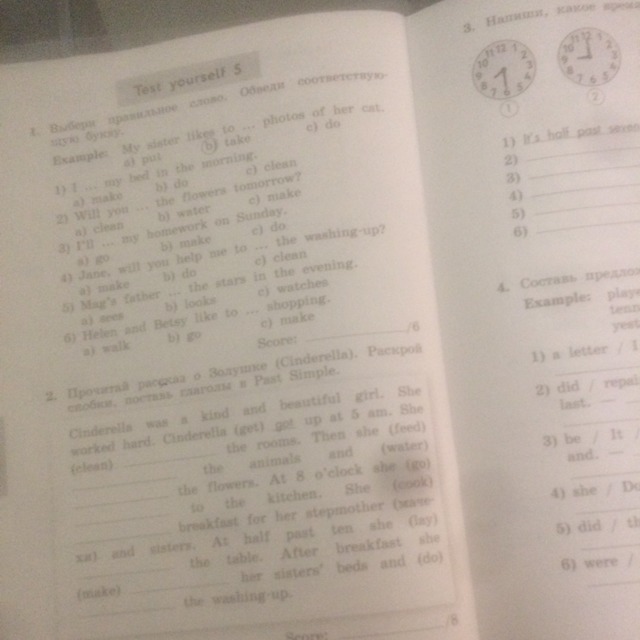 Test yourself 5
1. Выбери правильное слово. Обведи соответствую-
щую букву.
Example: My sister likes to ... photos of her cat.
a) put b) take c) do
1) I ... my bed in the morning.
a) make b) do c) clean
2) Will you ... the flowers tomorrow?
a) clean b) water c) make
3) I'll ... my homework on Sunday.
a) go b) make c) do
4) Jane, will you help me to ... the washing-up?
a) make b) do c) clean
5) Meg's father ... the stars in the evening.
a) sees b) looks c) watches
6) Helen and Betsy like to ... shopping.
a) walk b) go c) make
Score: /6
2. Прочитай рассказ о Золушке (Cinderella). Раскрой
скобки, поставь глаголы в Past Simple.
Cinderella was a kind and beautiful girl. She
worked hard. Cinderella (get) got up at 5 am. She
(clean) the rooms. Then she (feed)
the animals and (water)
the flowers. At 8 o'clock she (go)
to the kitchen. She (cook)
breakfast for her stepmother (маче-
ха) and sisters. At half past ten she (lay)
the table. After breakfast she
(make) her sisters' beds and (do)
the washing-up.
Score: /8
3. Напиши, какое
1 2
1) It's half past seven
2)
3)
4)
5)
6)
4. Составь
Example:
1) a letter / I
2) did /
last.
3) be / It /
and.
4) she /
5) did /
6) were /